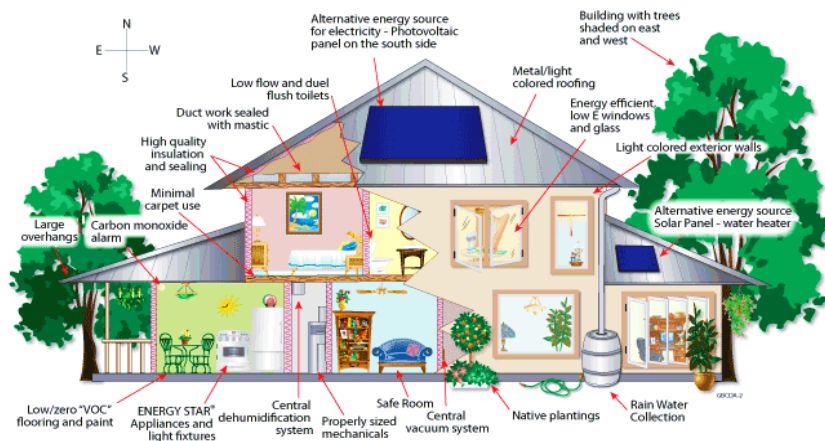 N
E
W
S
Alternative energy source
for electricity - Photovoltaic
panel on the south side
Building with trees
shaded on east
and west
Low flow and duel
flush toilets
Metal/light
colored roofing
Duct work sealed
with mastic
Energy efficient,
low E windows
and glass
High quality
insulation
and sealing
Light colored exterior walls
Minimal
carpet use
Large
overhangs
Carbon monoxide
alarm
Alternative energy source
Solar Panel - water heater
GBCDA-2
Low/zero "VOC"
flooring and paint
ENERGY STAR®
Appliances and
light fixtures
Central
dehumidification
system
Properly sized
mechanicals
Safe Room
Central
vacuum system
Native plantings
Rain Water
Collection